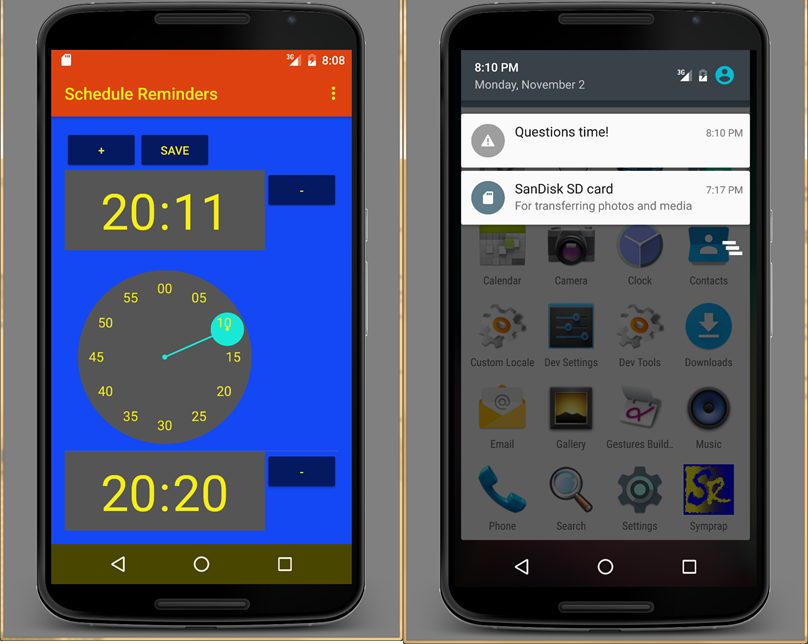 3G 8:08
Schedule Reminders
+ SAVE
20:11 -
00
55 05
50 10
45 15
40 20
35 25
30
20:20 -
8:10 PM
Monday, November 2
3G
Questions time! 8:10 PM
SanDisk SD card 7:17 PM
For transferring photos and media
Calendar Camera Clock Contacts
Custom Locale Dev Settings Dev Tools Downloads
@
Email Gallery Gestures Build.. Music
SR
Phone Search Settings Symprap